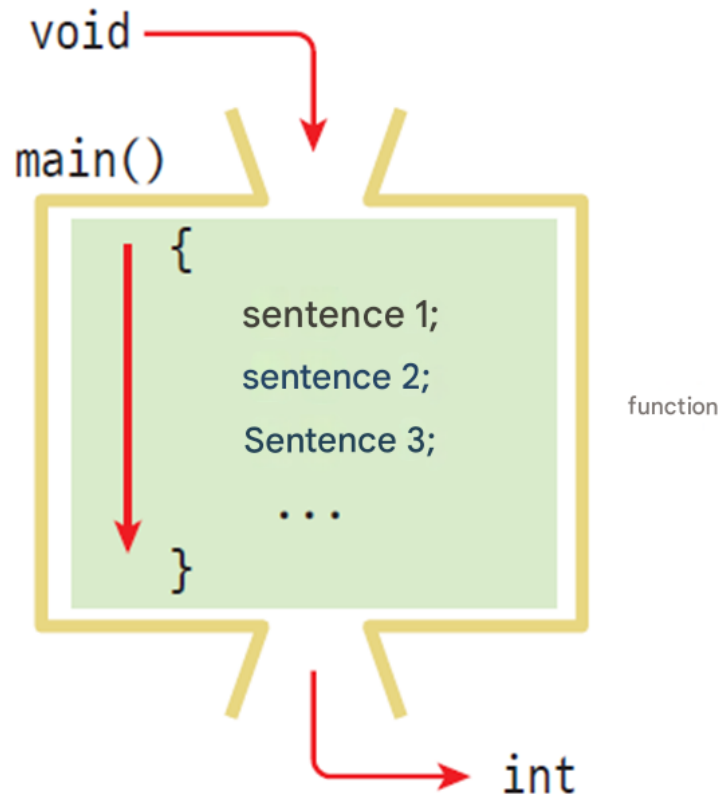 void
main()
{
sentence 1;
sentence 2;
Sentence 3;
...
}
function
int